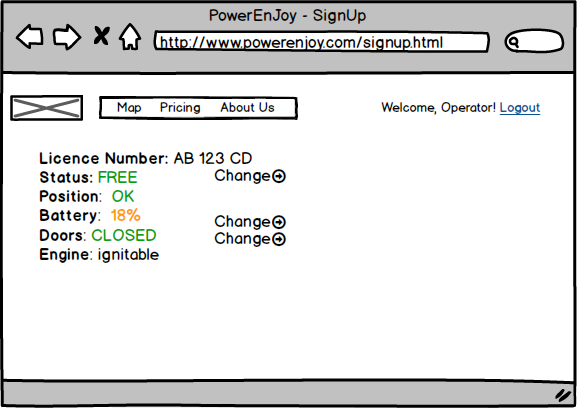 PowerEnJoy - SignUp
http://www.powerenjoy.com/signup.html
Map Pricing About Us Welcome, Operator! Logout
Licence Number: AB 123 CD
Status: FREE Change
Position: OK
Battery: 18% Change
Doors: CLOSED Change
Engine: ignitable